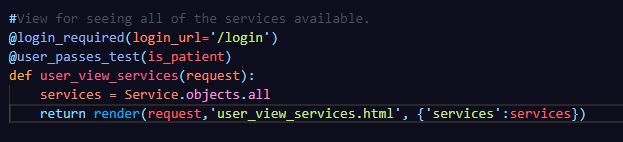 #View for seeing all of the services available.
@login_required(login_url='/login')
@user_passes_test(is_patient)
def user_view_services(request):
    services = Service.objects.all
    return render(request,'user_view_services.html', {'services':services})